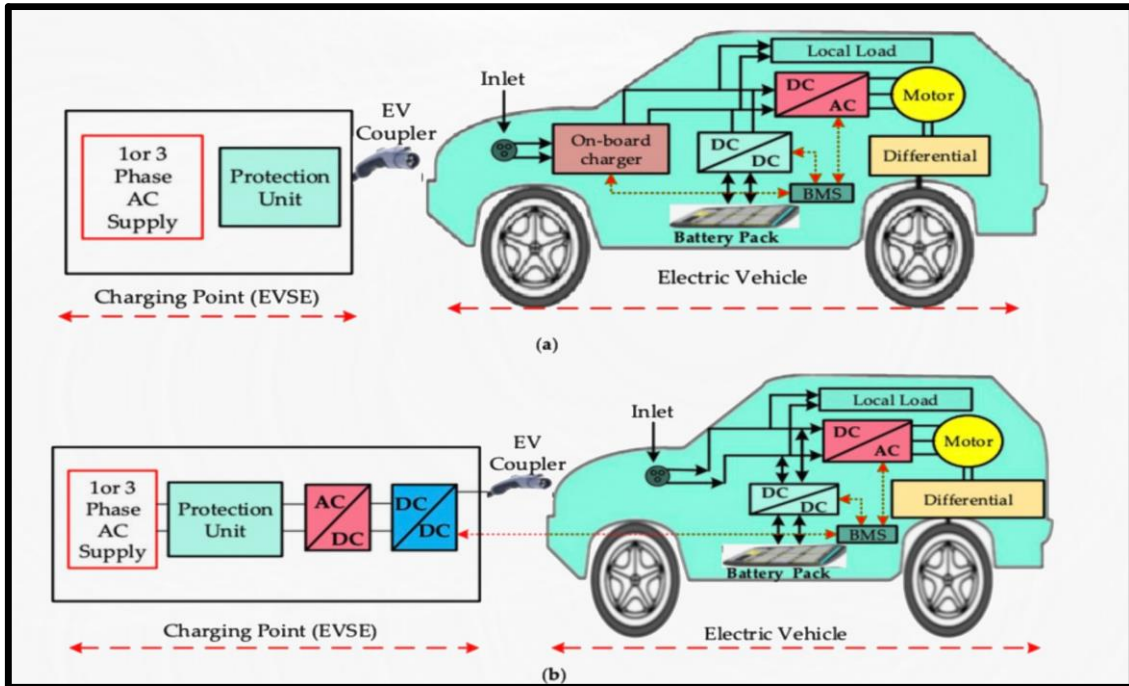 Local Load
Inlet
DC
AC
Motor
EV
Coupler
1or 3
Phase
AC
Supply
Protection
Unit
On-board
charger
DC
DC
Differential
BMS
Battery Pack
Electric Vehicle
Charging Point (EVSE)
(a)
Local Load
Inlet
DC
AC
Motor
EV
Coupler
1or 3
Phase
AC
Supply
Protection
Unit
AC
DC
DC
DC
DC
DC
Differential
BMS
Battery Pack
Charging Point (EVSE)
Electric Vehicle
(b)